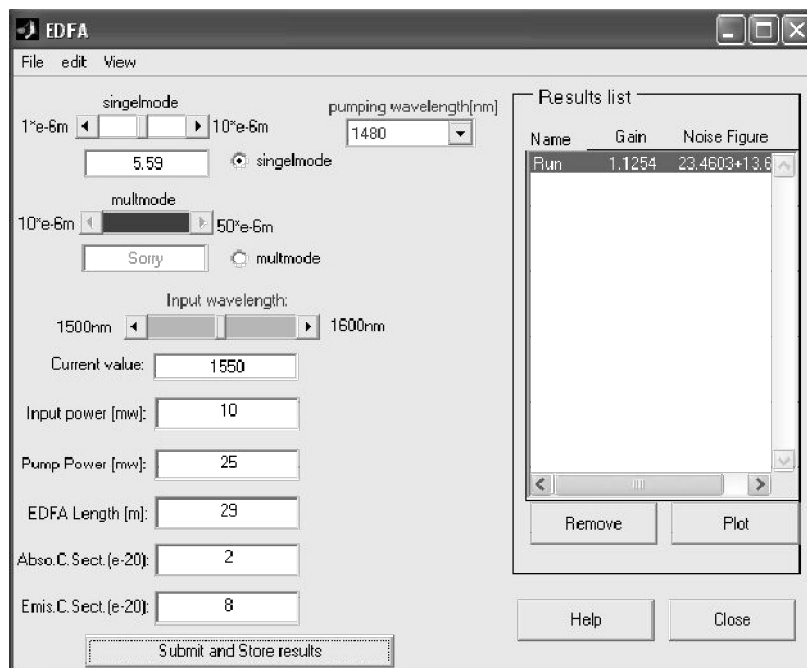 EDFA
File edit View
singelmode
1*e-6m 10*e-6m
5.59 singelmode
pumping wavelength[nm]
1480
multmode
10*e-6m 50*e-6m
Sorry multmode
Input wavelength:
1500nm 1600nm
Current value: 1550
Input power [mw]: 10
Pump Power [mw]: 25
EDFA Length [m]: 29
Abso.C.Sect.(e-20): 2
Emis.C.Sect.(e-20): 8
Submit and Store results
Results list
Name Gain Noise Figure
Run 1.1254 23.4603+13.6
Remove Plot
Help Close